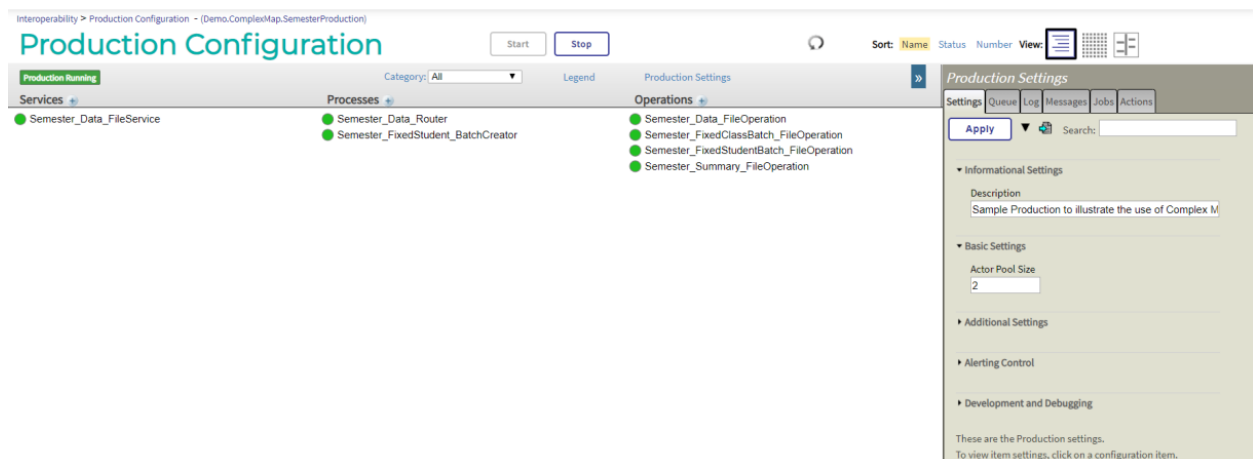 Interoperability > Production Configuration - (Demo.ComplexMap.SemesterProduction)
Production Configuration
Start
Stop
Sort: Name Status Number View:
Production Running
Category: All
Legend
Production Settings
»
Services
Processes
Operations
Semester_Data_FileService
Semester_Data_Router
Semester_FixedStudent_BatchCreator
Semester_Data_FileOperation
Semester_FixedClassBatch_FileOperation
Semester_FixedStudentBatch_FileOperation
Semester_Summary_FileOperation
Production Settings
Settings Queue Log Messages Jobs Actions
Apply
Search:
Informational Settings
Description
Sample Production to illustrate the use of Complex M
Basic Settings
Actor Pool Size
2
Additional Settings
Alerting Control
Development and Debugging
These are the Production settings.
To view item settings, click on a configuration item.